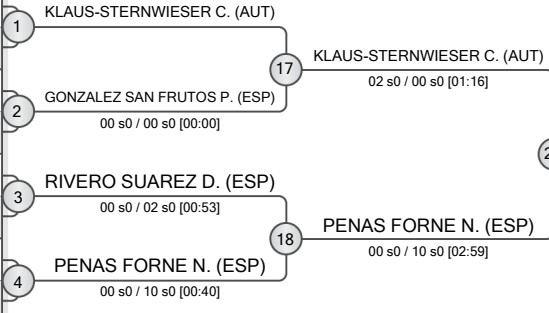 KLAUS-STERNWIESER C. (AUT)
1
17
KLAUS-STERNWIESER C. (AUT)
02 s0 / 00 s0 [01:16]
GONZALEZ SAN FRUTOS P. (ESP)
2
00 s0 / 00 s0 [00:00]
RIVERO SUAREZ D. (ESP)
3
00 s0 / 02 s0 [00:53]
18
PENAS FORNE N. (ESP)
00 s0 / 10 s0 [02:59]
PENAS FORNE N. (ESP)
4
00 s0 / 10 s0 [00:40]